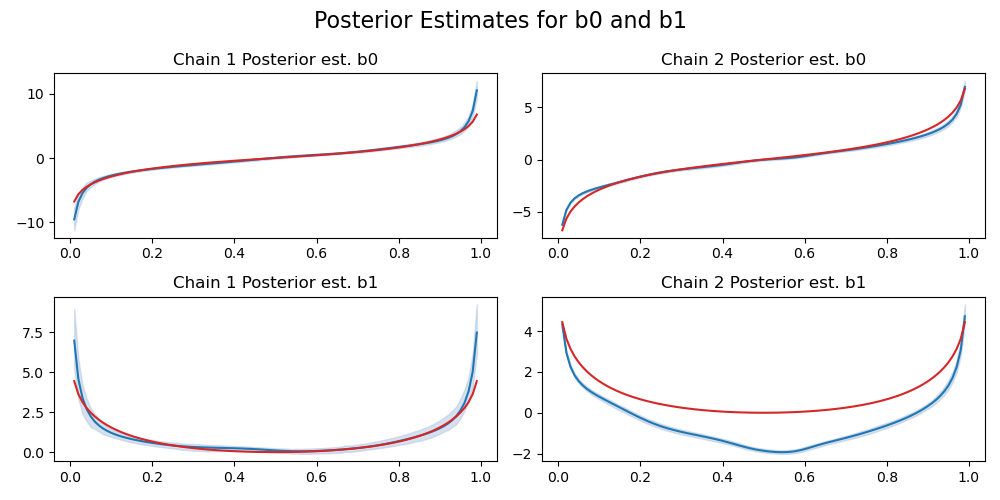 Posterior Estimates for b0 and b1
Chain 1 Posterior est. b0
Chain 2 Posterior est. b0
10
0
−10
0.0 0.2 0.4 0.6 0.8 1.0
5
0
−5
0.0 0.2 0.4 0.6 0.8 1.0
Chain 1 Posterior est. b1
Chain 2 Posterior est. b1
7.5
5.0
2.5
0.0
0.0 0.2 0.4 0.6 0.8 1.0
4
2
0
−2
0.0 0.2 0.4 0.6 0.8 1.0